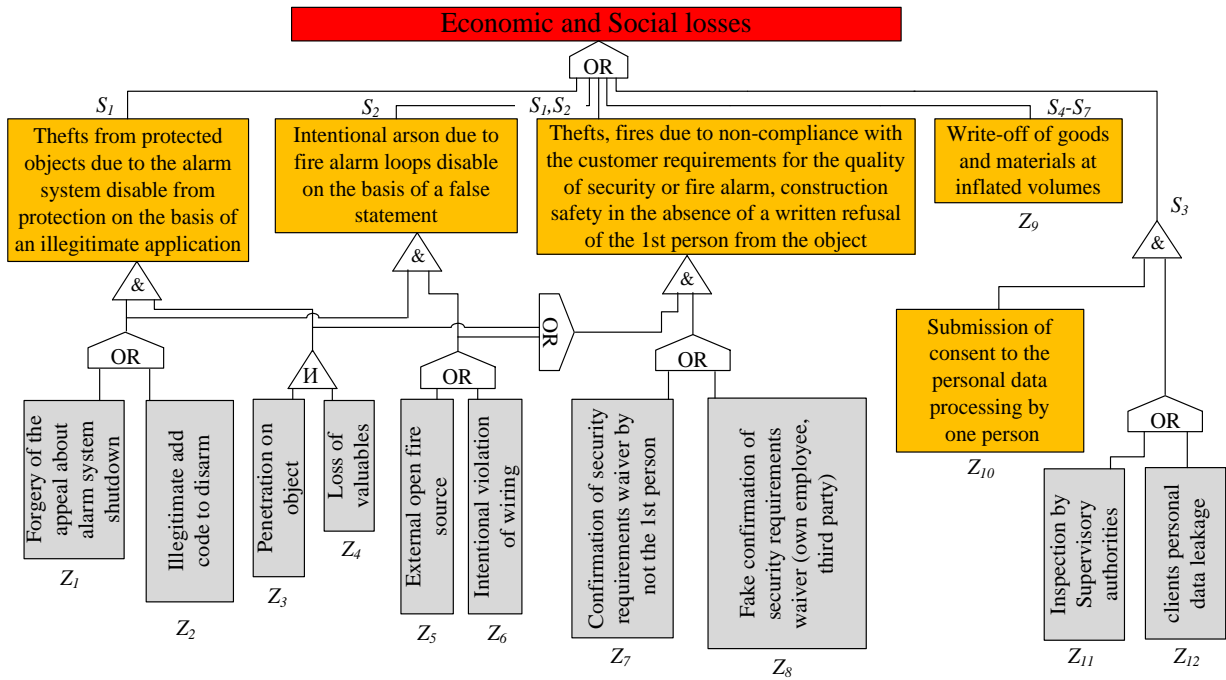 Economic and Social losses
OR
S1
S2
S1,S2
S4-S7
Thefts from protected
objects due to the alarm
system disable from
protection on the basis of
an illegitimate application
Intentional arson due to
fire alarm loops disable
on the basis of a false
statement
Thefts, fires due to non-compliance with
the customer requirements for the quality
of security or fire alarm, construction
safety in the absence of a written refusal
of the 1st person from the object
Write-off of goods
and materials at
inflated volumes
Z9
S3
&
&
&
&
OR
OR
И
OR
OR
Submission of
consent to the
personal data
processing by
one person
Z10
OR
Forgery of the
appeal about
alarm system
shutdown
Z1
Illegitimate add
code to disarm
Z2
Penetration on
object
Z3
Loss of
valuables
Z4
External open fire
source
Z5
Intentional violation
of wiring
Z6
Confirmation of security
requirements waiver by
not the 1st person
Z7
Fake confirmation of
security requirements
waiver (own employee,
third party)
Z8
Inspection by
Supervisory
authorities
Z11
clients personal
data leakage
Z12